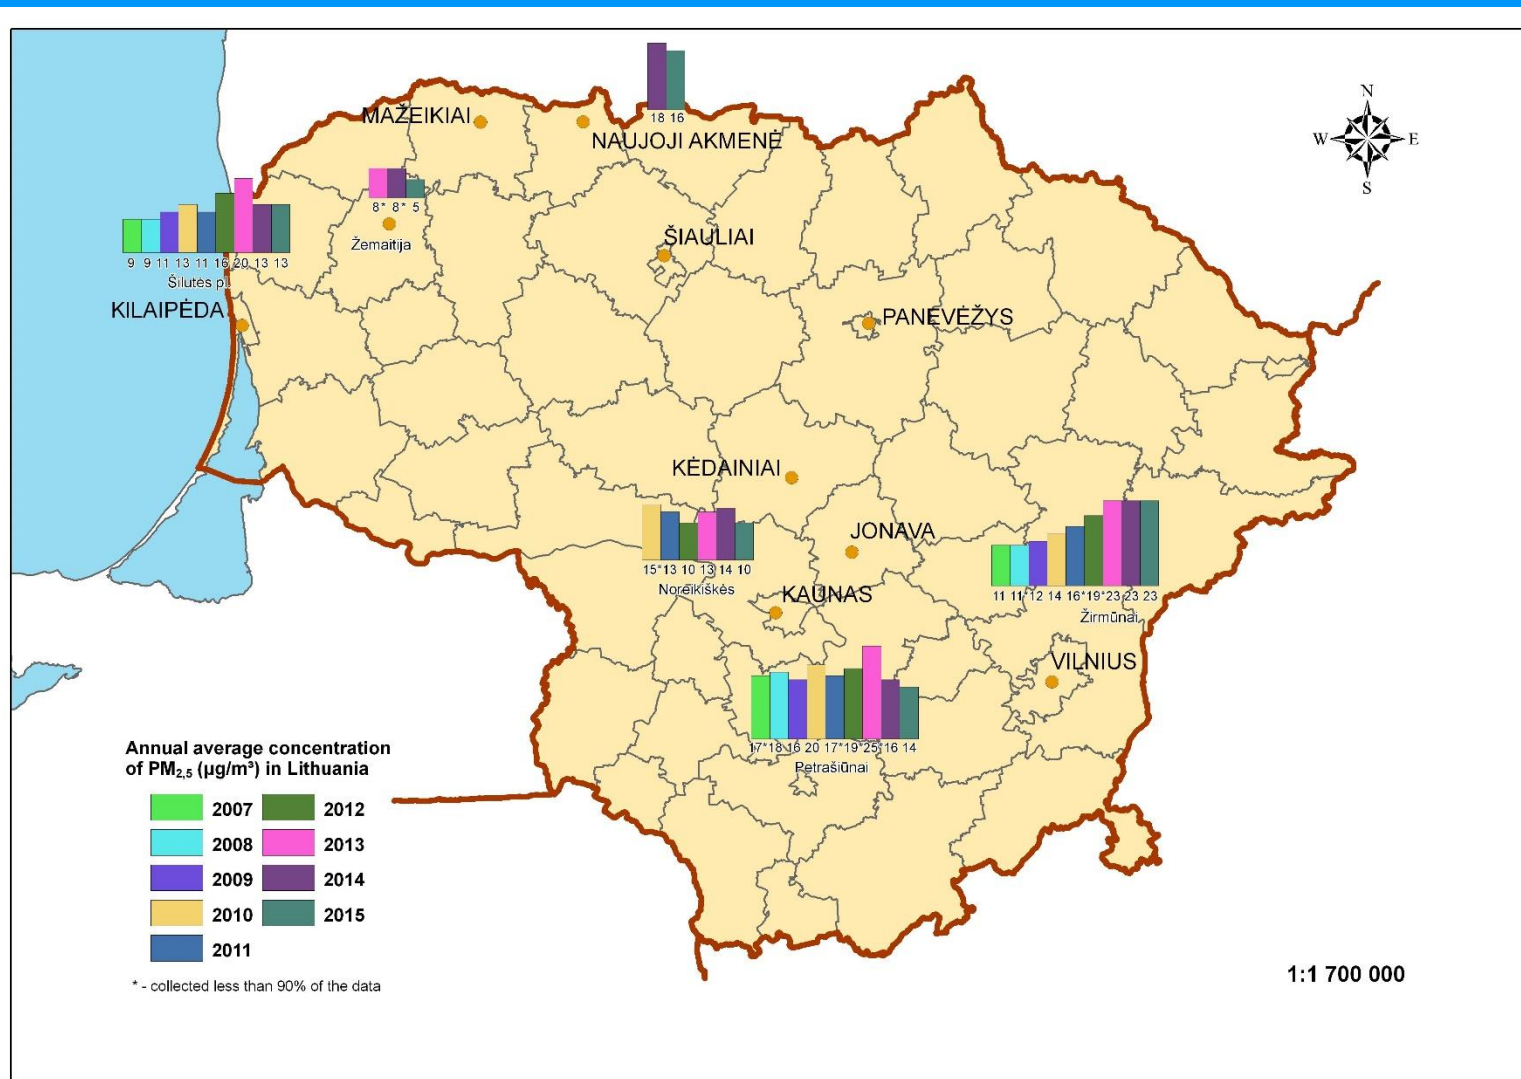 18 16
N
W E
S
MAŽEIKIAI
NAUJOJI AKMENĖ
8* 8* 5
Žemaitija
ŠIAULIAI
9 9 11 13 11 16 20 13 13
Šilutės pl.
KILAIPĖDA
PANEVĖŽYS
KĖDAINIAI
JONAVA
15*13 10 13 14 10
Noreikiškės
KAUNAS
11 11*12 14 16*19*23 23 23
Žirmūnai
VILNIUS
17*18 16 20 17*19*25*16 14
Petrašiūnai
Annual average concentration
of PM2,5 (µg/m³) in Lithuania
2007 2012
2008 2013
2009 2014
2010 2015
2011
* - collected less than 90% of the data
1:1 700 000